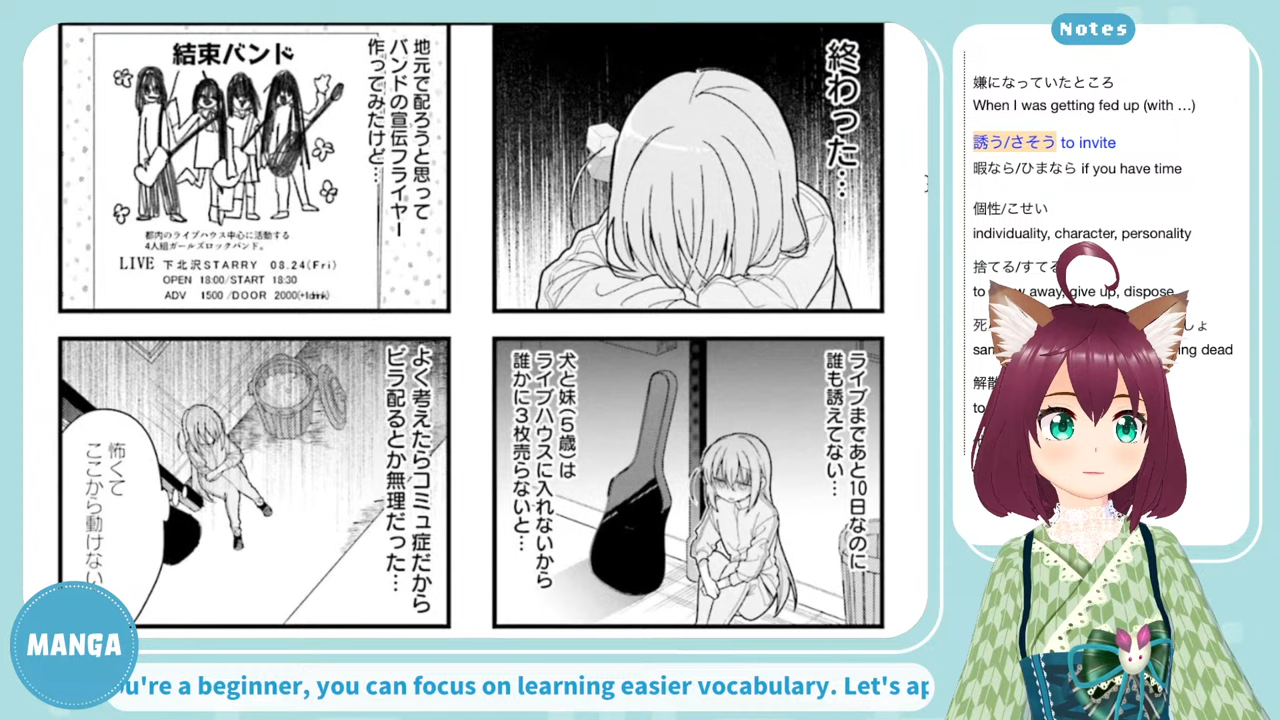 終わった…
ライブまであと10日なのに
誰も誘えてない…
犬と妹(5歳)は
ライブハウスに入れないから
誰かに3枚売らないと…
地元で配ろうと思って
バンドの宣伝フライヤー
作ってみたけど…
結束バンド
都内のライブハウス中心に活動する
4人組ガールズロックバンド。
LIVE 下北沢STARRY 08.24(Fri)
OPEN 18:00/START 18:30
ADV 1500/DOOR 2000(+1drink)
よく考えたらコミュ症だから
ビラ配るとか無理だった…
怖くて
ここから動けない
Notes
嫌になっていたところ
When I was getting fed up (with …)
誘う/さそう to invite
暇なら/ひまなら if you have time
個性/こせい
individuality, character, personality
捨てる/すてる
away, give up, dispose
死
ing dead
解散
to
MANGA
u're a beginner, you can focus on learning easier vocabulary. Let's ap